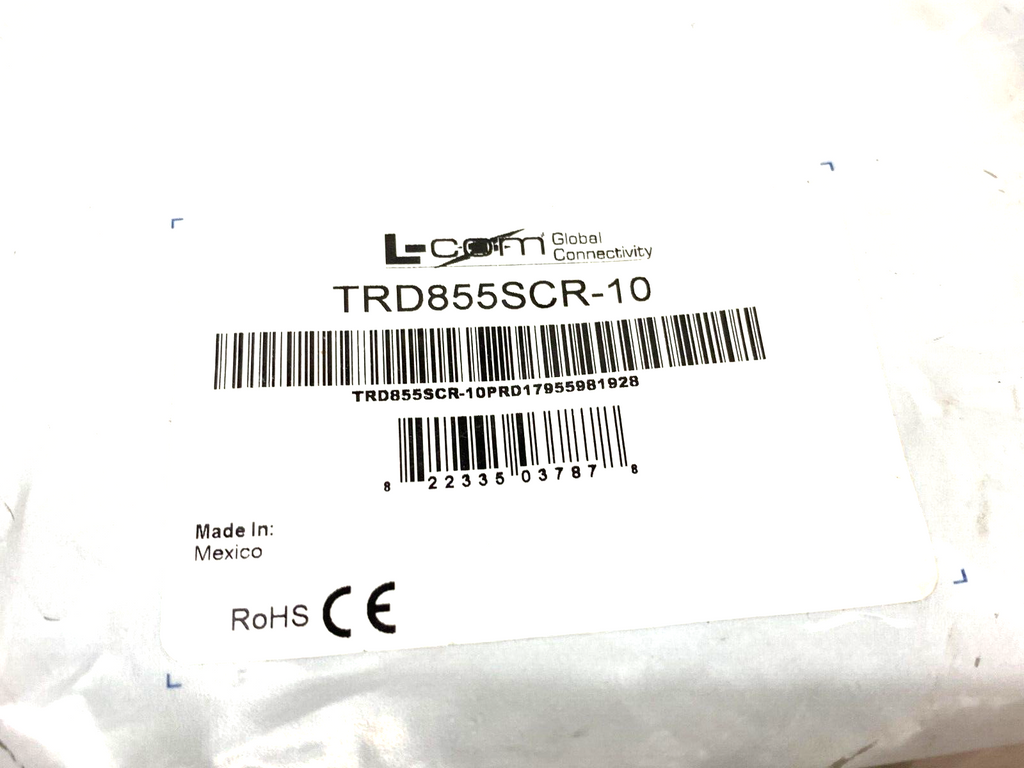 L-com Global
Connectivity
TRD855SCR-10
TRD855SCR-10PRD17955981928
8 22335 03787 8
Made In:
Mexico
RoHS CE